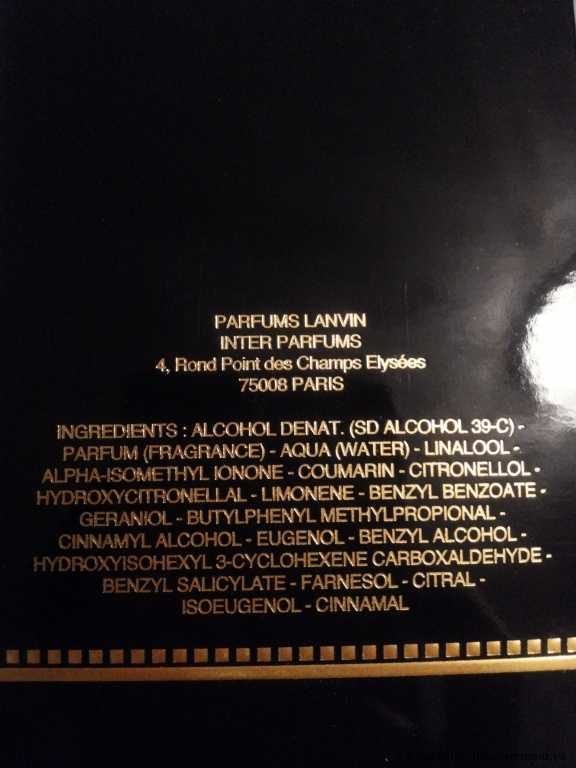 PARFUMS LANVIN
INTER PARFUMS
4, Rond Point des Champs Elysées
75008 PARIS
INGREDIENTS : ALCOHOL DENAT. (SD ALCOHOL 39-C) -
PARFUM (FRAGRANCE) - AQUA (WATER) - LINALOOL -
ALPHA-ISOMETHYL IONONE - COUMARIN - CITRONELLOL -
HYDROXYCITRONELLAL - LIMONENE - BENZYL BENZOATE -
GERANIOL - BUTYLPHENYL METHYLPROPIONAL -
CINNAMYL ALCOHOL - EUGENOL - BENZYL ALCOHOL -
HYDROXYISOHEXYL 3-CYCLOHEXENE CARBOXALDEHYDE -
BENZYL SALICYLATE - FARNESOL - CITRAL -
ISOEUGENOL - CINNAMAL